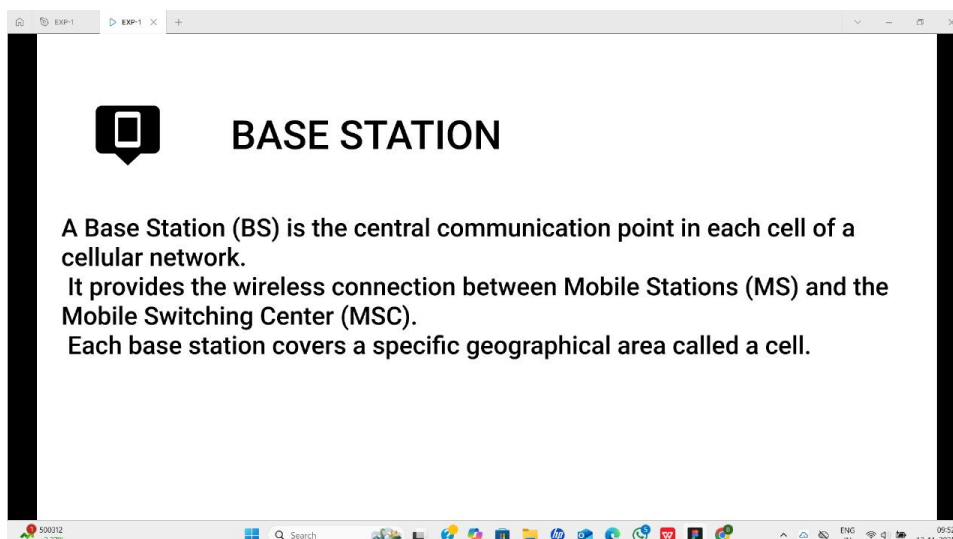 EXP-1
EXP-1
BASE STATION
A Base Station (BS) is the central communication point in each cell of a
cellular network.
It provides the wireless connection between Mobile Stations (MS) and the
Mobile Switching Center (MSC).
Each base station covers a specific geographical area called a cell.
1
500312
Search
5
ENG
09:52